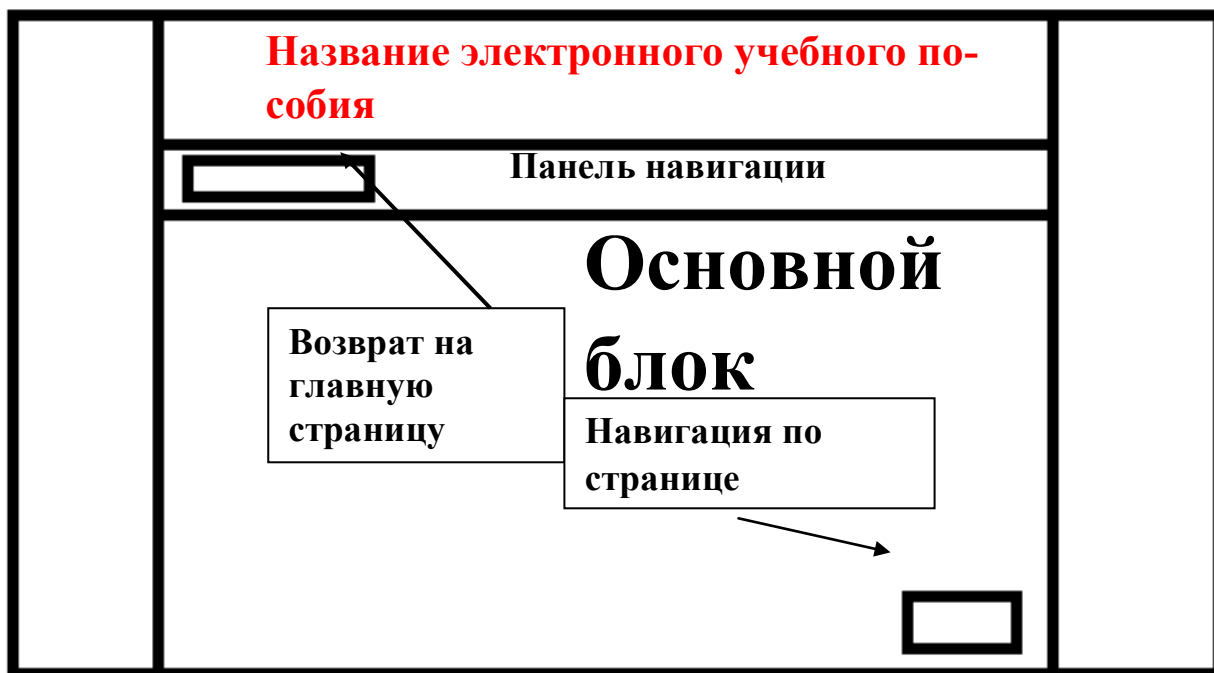 Название электронного учебного по-
собия
Панель навигации
Основной
блок
Возврат на
главную
страницу
Навигация по
странице